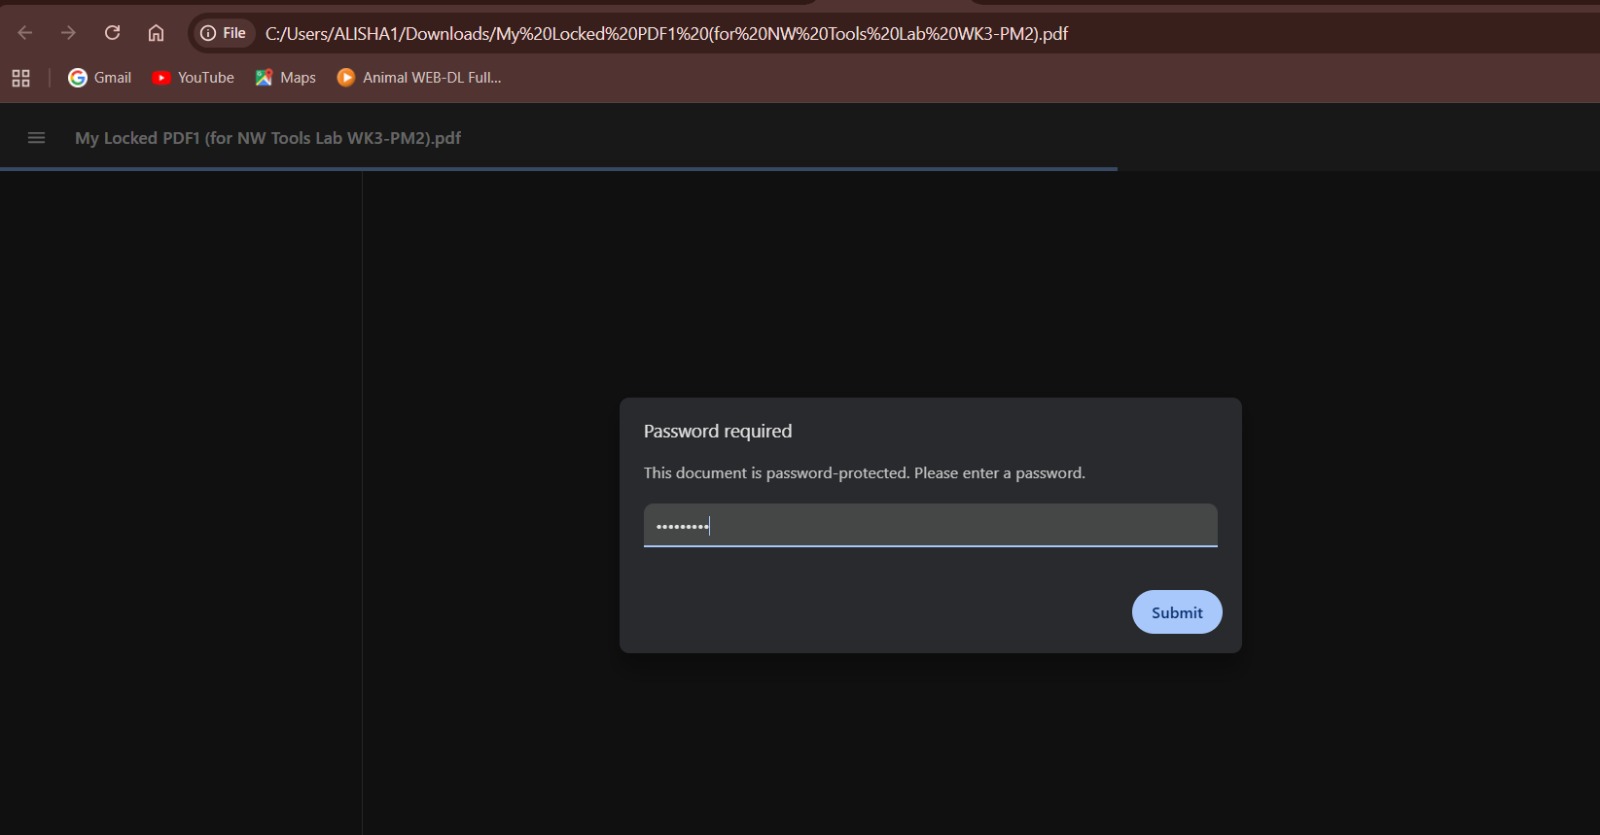 File C:/Users/ALISHA1/Downloads/My%20Locked%20PDF1%20(for%20NW%20Tools%20Lab%20WK3-PM2).pdf
Gmail YouTube Maps Animal WEB-DL Full...
My Locked PDF1 (for NW Tools Lab WK3-PM2).pdf
Password required
This document is password-protected. Please enter a password.
•••••••••
Submit